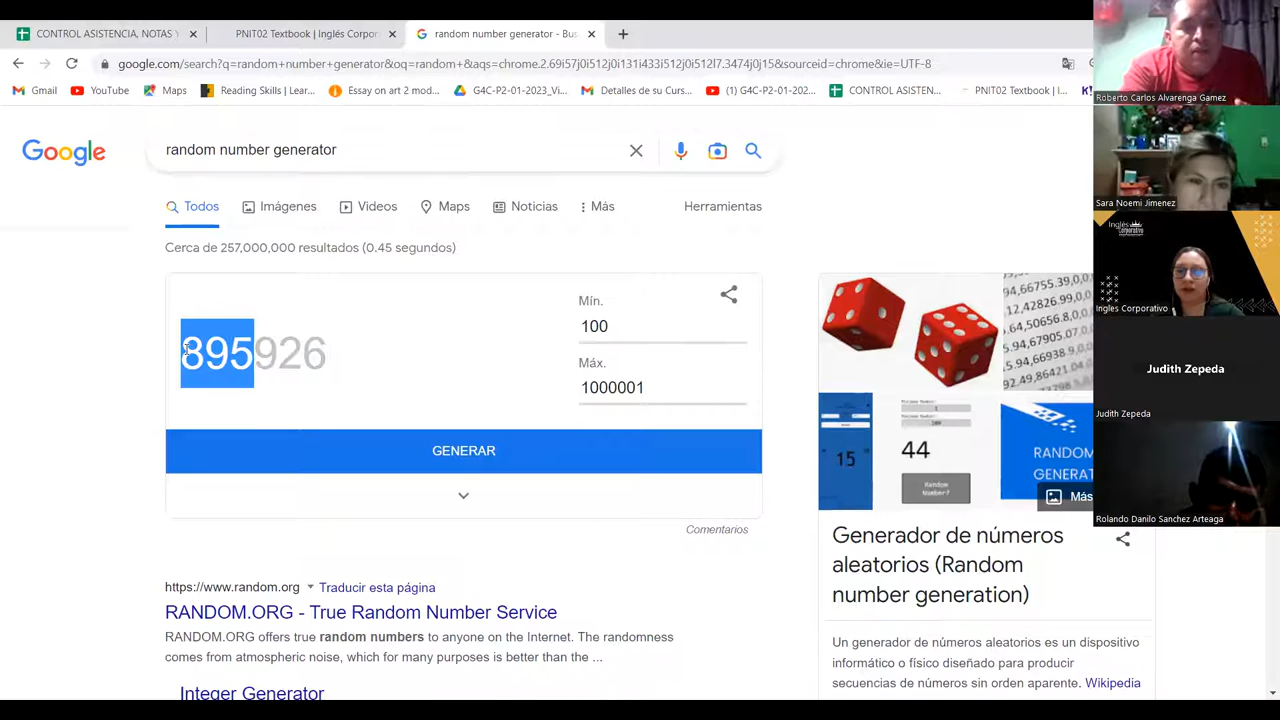 CONTROL ASISTENCIA, NOTAS Y
PNIT02 Textbook | Inglés Corpor
random number generator - Bus
google.com/search?q=random+number+generator&oq=random+&aqs=chrome.2.69i57j0i512j0i131i433i512j0i512l7.3474j0j15&sourceid=chrome&ie=UTF-8
Gmail
YouTube
Maps
Reading Skills | Lear...
Essay on art 2 mod...
G4C-P2-01-2023_Vi...
Detalles de su Curs...
(1) G4C-P2-01-202...
CONTROL ASISTEN...
PNIT02 Textbook | I...
Google
random number generator
Todos
Imágenes
Videos
Maps
Noticias
Más
Herramientas
Cerca de 257,000,000 resultados (0.45 segundos)
895926
Mín.
100
Máx.
1000001
GENERAR
Comentarios
https://www.random.org
Traducir esta página
RANDOM.ORG - True Random Number Service
RANDOM.ORG offers true random numbers to anyone on the Internet. The randomness
comes from atmospheric noise, which for many purposes is better than the ...
Integer Generator
15
44
Random
Number?
RANDOM
GENERAT
Más
Generador de números
aleatorios (Random
number generation)
Un generador de números aleatorios es un dispositivo
informático o físico diseñado para producir
secuencias de números sin orden aparente. Wikipedia
Roberto Carlos Alvarenga Gamez
Sara Noemi Jimenez
Inglés
Corporativo
Ingles Corporativo
Judith Zepeda
Judith Zepeda
Rolando Danilo Sanchez Arteaga